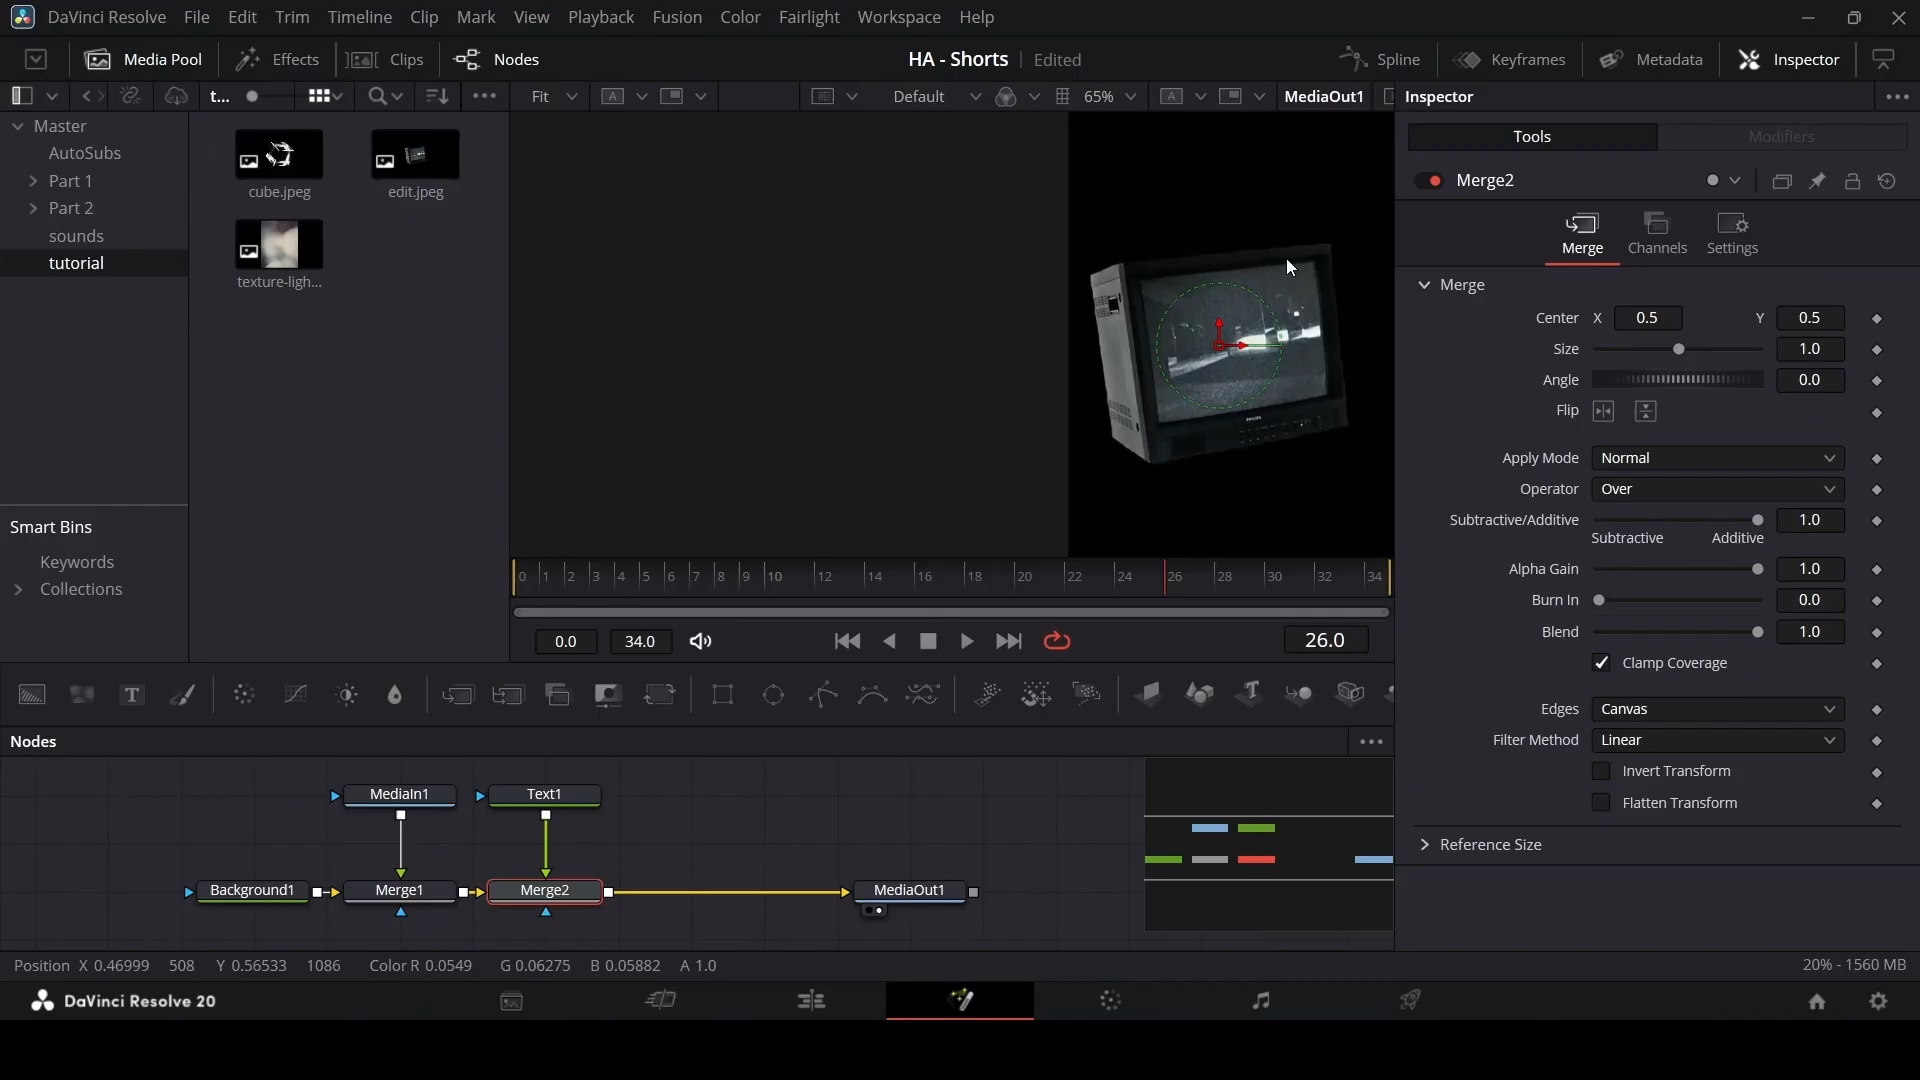 DaVinci Resolve File Edit Trim Timeline Clip Mark View Playback Fusion Color Fairlight Workspace Help
Media Pool Effects Clips Nodes HA - Shorts Edited Spline Keyframes Metadata Inspector
t... Fit A Default 65% A MediaOut1 Inspector
Master
AutoSubs
Part 1
Part 2
sounds
tutorial
cube.jpeg edit.jpeg
texture-ligh...
Smart Bins
Keywords
Collections
PHILIPS
0 1 2 3 4 5 6 7 8 9 10 12 14 16 18 20 22 24 26 28 30 32 34
0.0 34.0 26.0
Tools Modifiers
Merge2
Merge Channels Settings
Merge
Center X 0.5 Y 0.5
Size 1.0
Angle 0.0
Flip
Apply Mode Normal
Operator Over
Subtractive/Additive 1.0
Subtractive Additive
Alpha Gain 1.0
Burn In 0.0
Blend 1.0
Clamp Coverage
Edges Canvas
Filter Method Linear
Invert Transform
Flatten Transform
Reference Size
T T
Nodes
MediaIn1 Text1
Background1 Merge1 Merge2 MediaOut1
Position X 0.46999 508 Y 0.56533 1086 Color R 0.0549 G 0.06275 B 0.05882 A 1.0 20% - 1560 MB
DaVinci Resolve 20